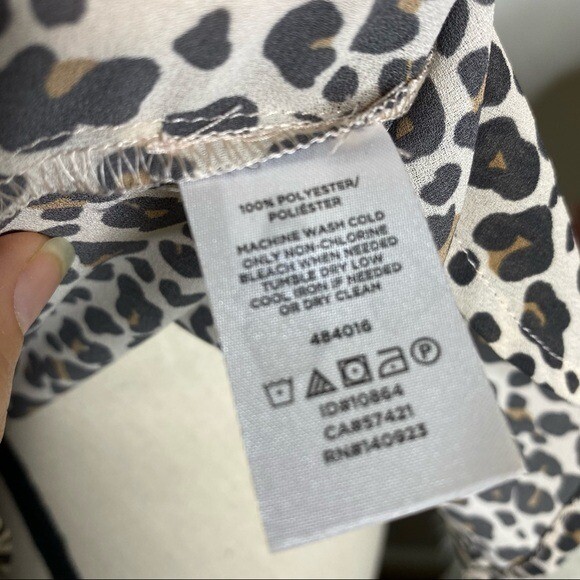 100% POLYESTER/
POLIÉSTER
MACHINE WASH COLD
ONLY NON-CHLORINE
BLEACH WHEN NEEDED
TUMBLE DRY LOW
COOL IRON IF NEEDED
OR DRY CLEAN
484016
ID#10864
CA#57421
RN#140923